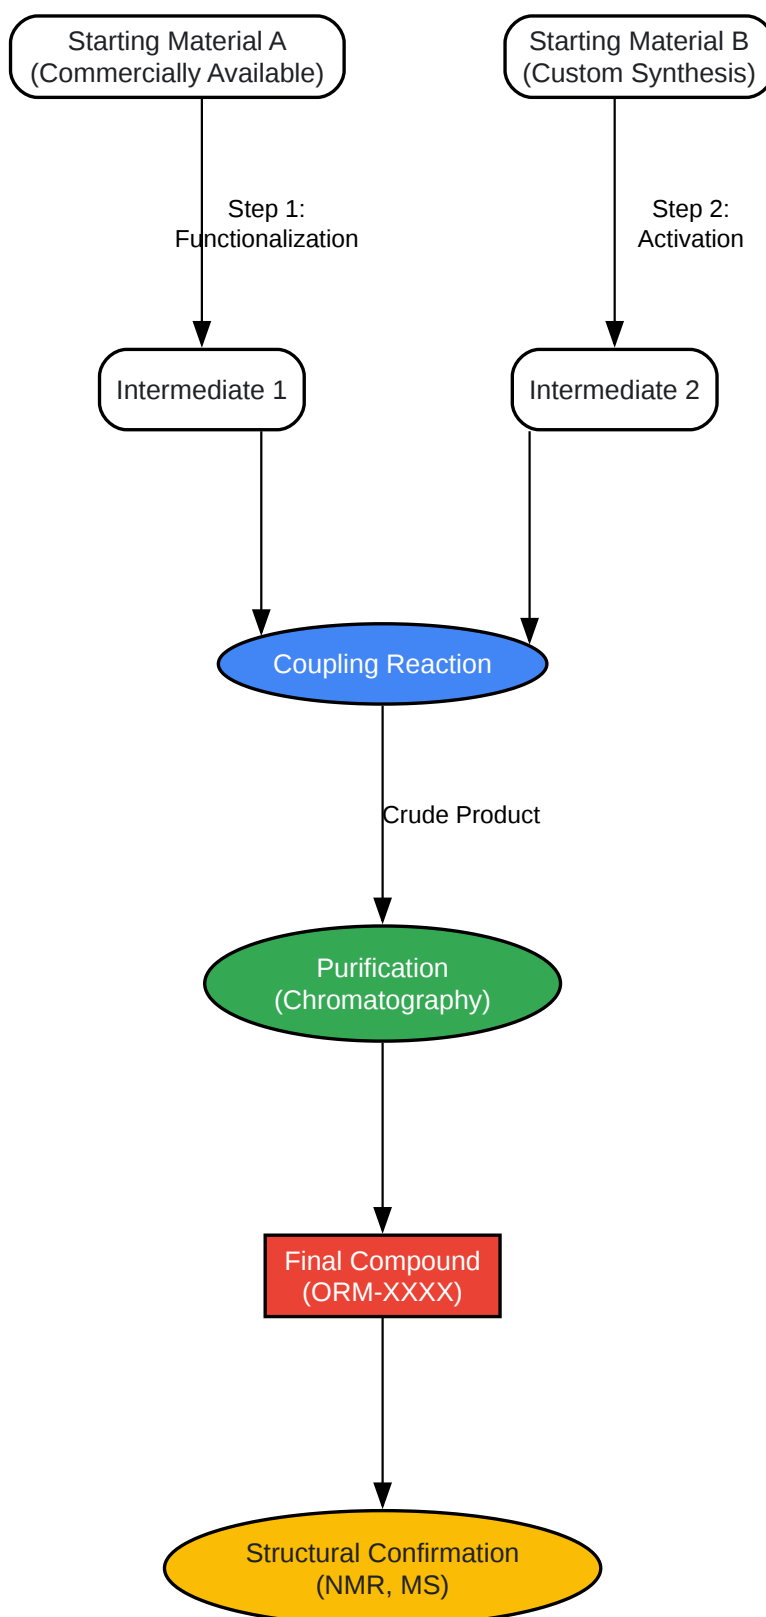 Starting Material A
(Commercially Available)
Starting Material B
(Custom Synthesis)
Step 1:
Functionalization
Step 2:
Activation
Intermediate 1
Intermediate 2
Coupling Reaction
Crude Product
Purification
(Chromatography)
Final Compound
(ORM-XXXX)
Structural Confirmation
(NMR, MS)